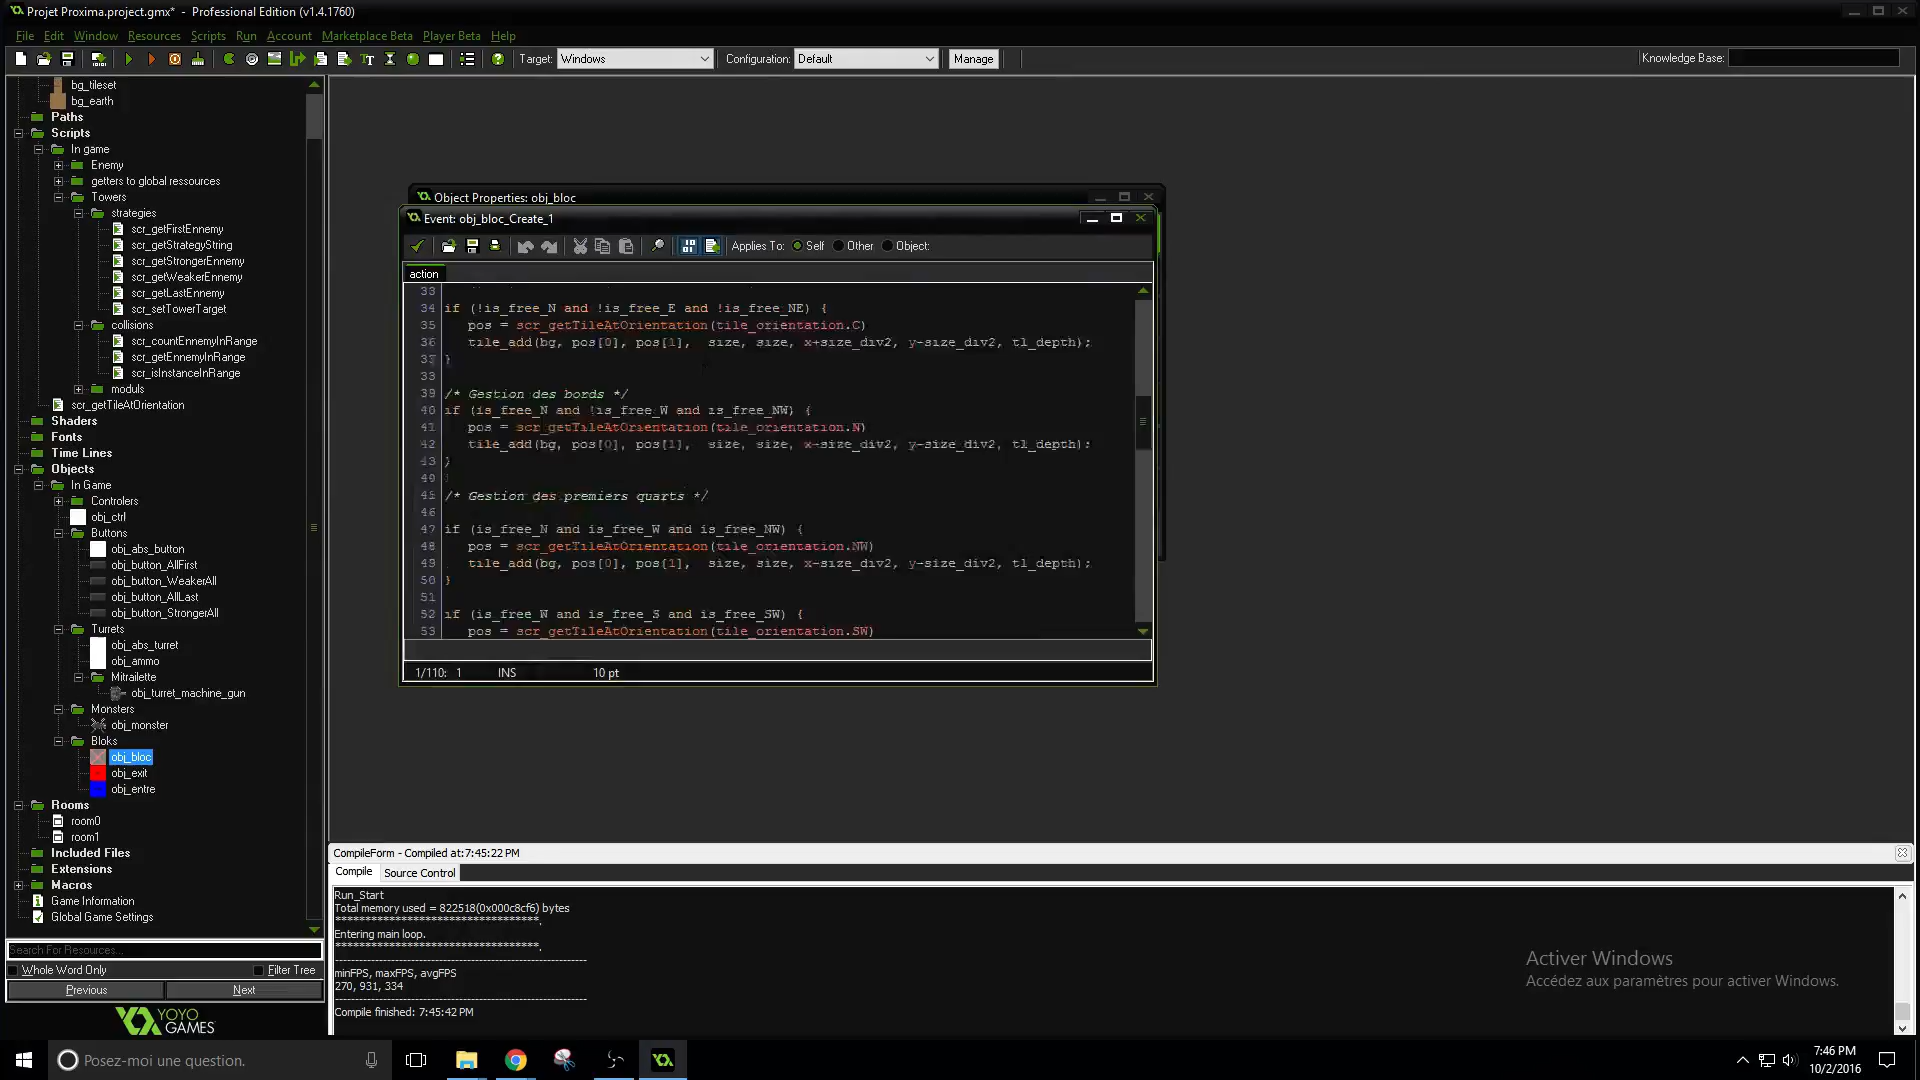 Projet Proxima.project.gmx* - Professional Edition (v1.4.1760)
File Edit Window Resources Scripts Run Account Marketplace Beta Player Beta Help
Target: Windows Configuration: Default Manage Knowledge Base:
bg_tileset
bg_earth
Paths
Scripts
In game
Enemy
getters to global ressources
Towers
strategies
scr_getFirstEnnemy
scr_getStrategyString
scr_getStrongerEnnemy
scr_getWeakerEnnemy
scr_getLastEnnemy
scr_setTowerTarget
collisions
scr_countEnnemyInRange
scr_getEnnemyInRange
scr_isInstanceInRange
moduls
scr_getTileAtOrientation
Shaders
Fonts
Time Lines
Objects
In Game
Controlers
obj_ctrl
Buttons
obj_abs_button
obj_button_AllFirst
obj_button_WeakerAll
obj_button_AllLast
obj_button_StrongerAll
Turrets
obj_abs_turret
obj_ammo
Mitrailette
obj_turret_machine_gun
Monsters
obj_monster
Bloks
obj_bloc
obj_exit
obj_entre
Rooms
room0
room1
Included Files
Extensions
Macros
Game Information
Global Game Settings
Search For Resources...
Whole Word Only Filter Tree
Previous Next
YOYO
GAMES
Object Properties: obj_bloc
Event: obj_bloc_Create_1
Applies To: Self Other Object:
action
33
34 if (!is_free_N and !is_free_E and !is_free_NE) {
35 pos = scr_getTileAtOrientation(tile_orientation.C)
36 tile_add(bg, pos[0], pos[1], size, size, x+size_div2, y-size_div2, tl_depth);
37 }
39 /* Gestion des bords */
40 if (is_free_N and !is_free_W and is_free_NW) {
41 pos = scr_getTileAtOrientation(tile_orientation.N)
42 tile_add(bg, pos[0], pos[1], size, size, x-size_div2, y-size_div2, tl_depth);
43 }
45 /* Gestion des premiers quarts */
46
47 if (is_free_N and is_free_W and is_free_NW) {
48 pos = scr_getTileAtOrientation(tile_orientation.NW)
49 tile_add(bg, pos[0], pos[1], size, size, x-size_div2, y-size_div2, tl_depth);
50 }
51
52 if (is_free_W and is_free_S and is_free_SW) {
53 pos = scr_getTileAtOrientation(tile_orientation.SW)
1/110: 1 INS 10 pt
CompileForm - Compiled at:7:45:22 PM
Compile Source Control
Run_Start
Total memory used = 822518(0x000c8cf6) bytes
***********************************.
Entering main loop.
***********************************.
------------------------------------------------------------
minFPS, maxFPS, avgFPS
270, 931, 334
------------------------------------------------------------
Compile finished: 7:45:42 PM
Activer Windows
Accédez aux paramètres pour activer Windows.
Posez-moi une question.
7:46 PM
10/2/2016